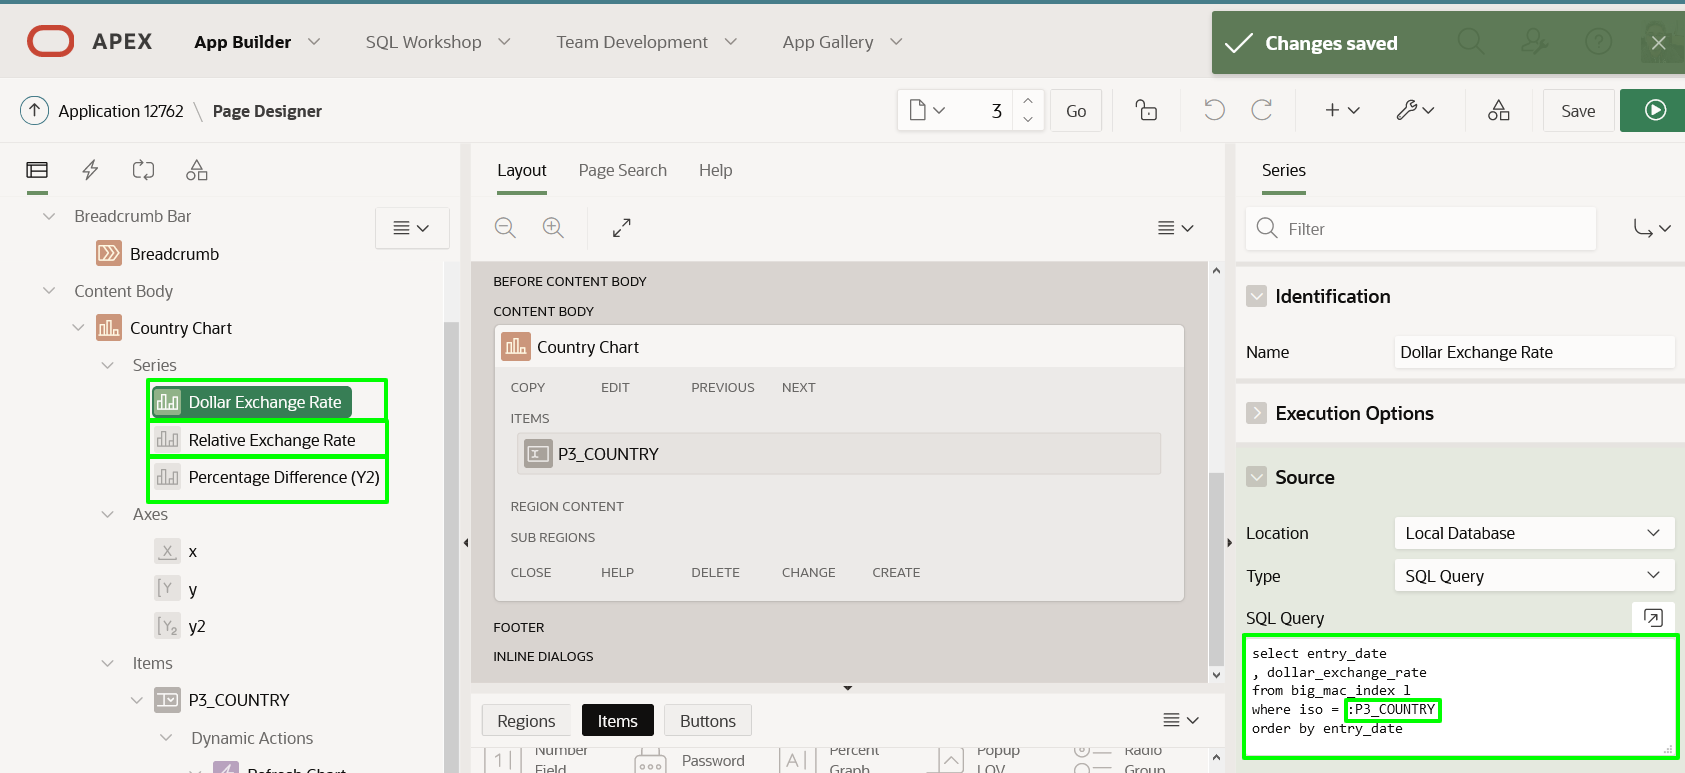 APEX
App Builder
SQL Workshop
Team Development
App Gallery
Changes saved
Application 12762 \ Page Designer
3
Go
Save
Layout
Page Search
Help
Series
Breadcrumb Bar
Breadcrumb
Content Body
Country Chart
Series
Dollar Exchange Rate
Relative Exchange Rate
Percentage Difference (Y2)
Axes
X x
Y y
Y2 y2
Items
P3_COUNTRY
Dynamic Actions
Refresh Chart
BEFORE CONTENT BODY
CONTENT BODY
Country Chart
COPY EDIT PREVIOUS NEXT
ITEMS
P3_COUNTRY
REGION CONTENT
SUB REGIONS
CLOSE HELP DELETE CHANGE CREATE
FOOTER
INLINE DIALOGS
Regions
Items
Buttons
Number
Field
Password
Percent
Graph
Popup
LOV
Radio
Group
Filter
Identification
Name Dollar Exchange Rate
Execution Options
Source
Location Local Database
Type SQL Query
SQL Query
select entry_date
, dollar_exchange_rate
from big_mac_index l
where iso = :P3_COUNTRY
order by entry_date